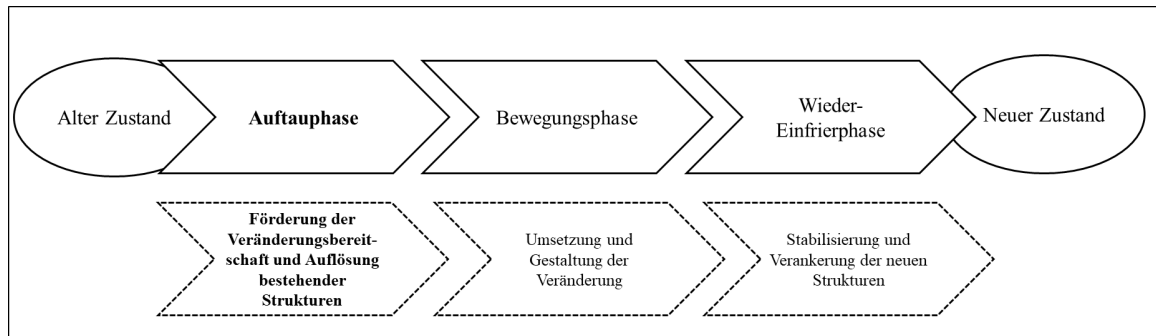 Alter Zustand
Auftauphase
Bewegungsphase
Wieder-
Einfrierphase
Neuer Zustand
Förderung der
Veränderungsbereit-
schaft und Auflösung
bestehender
Strukturen
Umsetzung und
Gestaltung der
Veränderung
Stabilisierung und
Verankerung der neuen
Strukturen